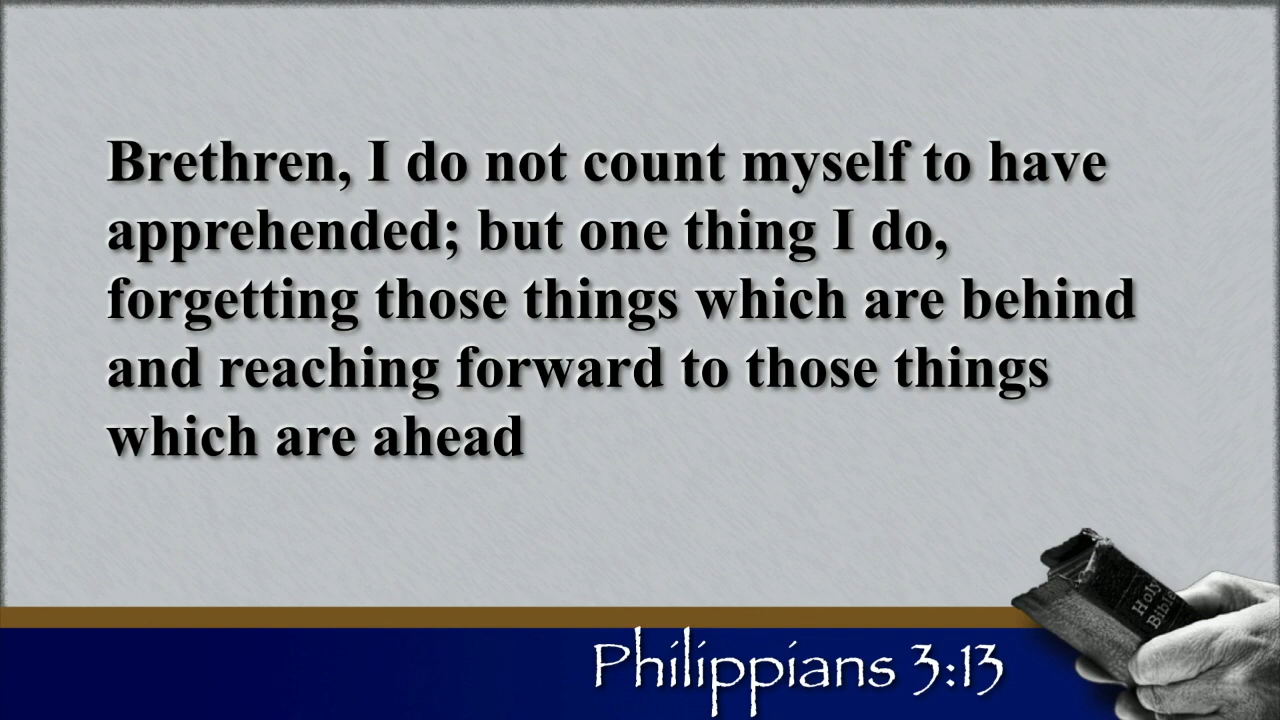 Brethren, I do not count myself to have
apprehended; but one thing I do,
forgetting those things which are behind
and reaching forward to those things
which are ahead
Holy
Bible
Philippians 3:13